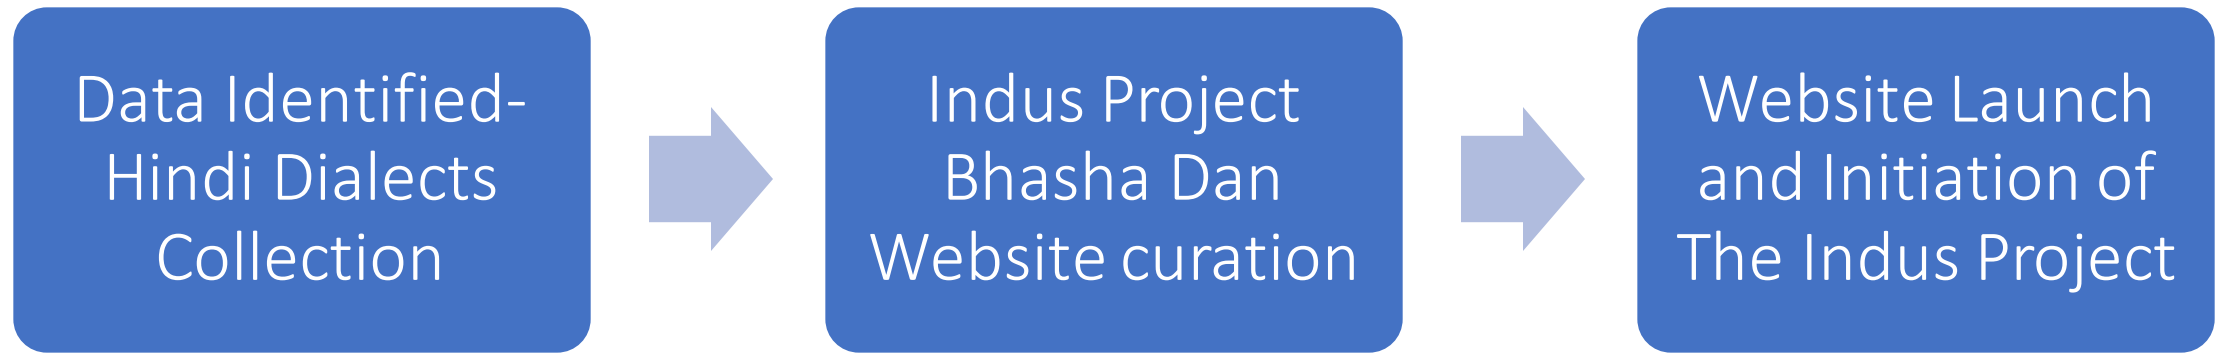 Data Identified-
Hindi Dialects
Collection
Indus Project
Bhasha Dan
Website curation
Website Launch
and Initiation of
The Indus Project